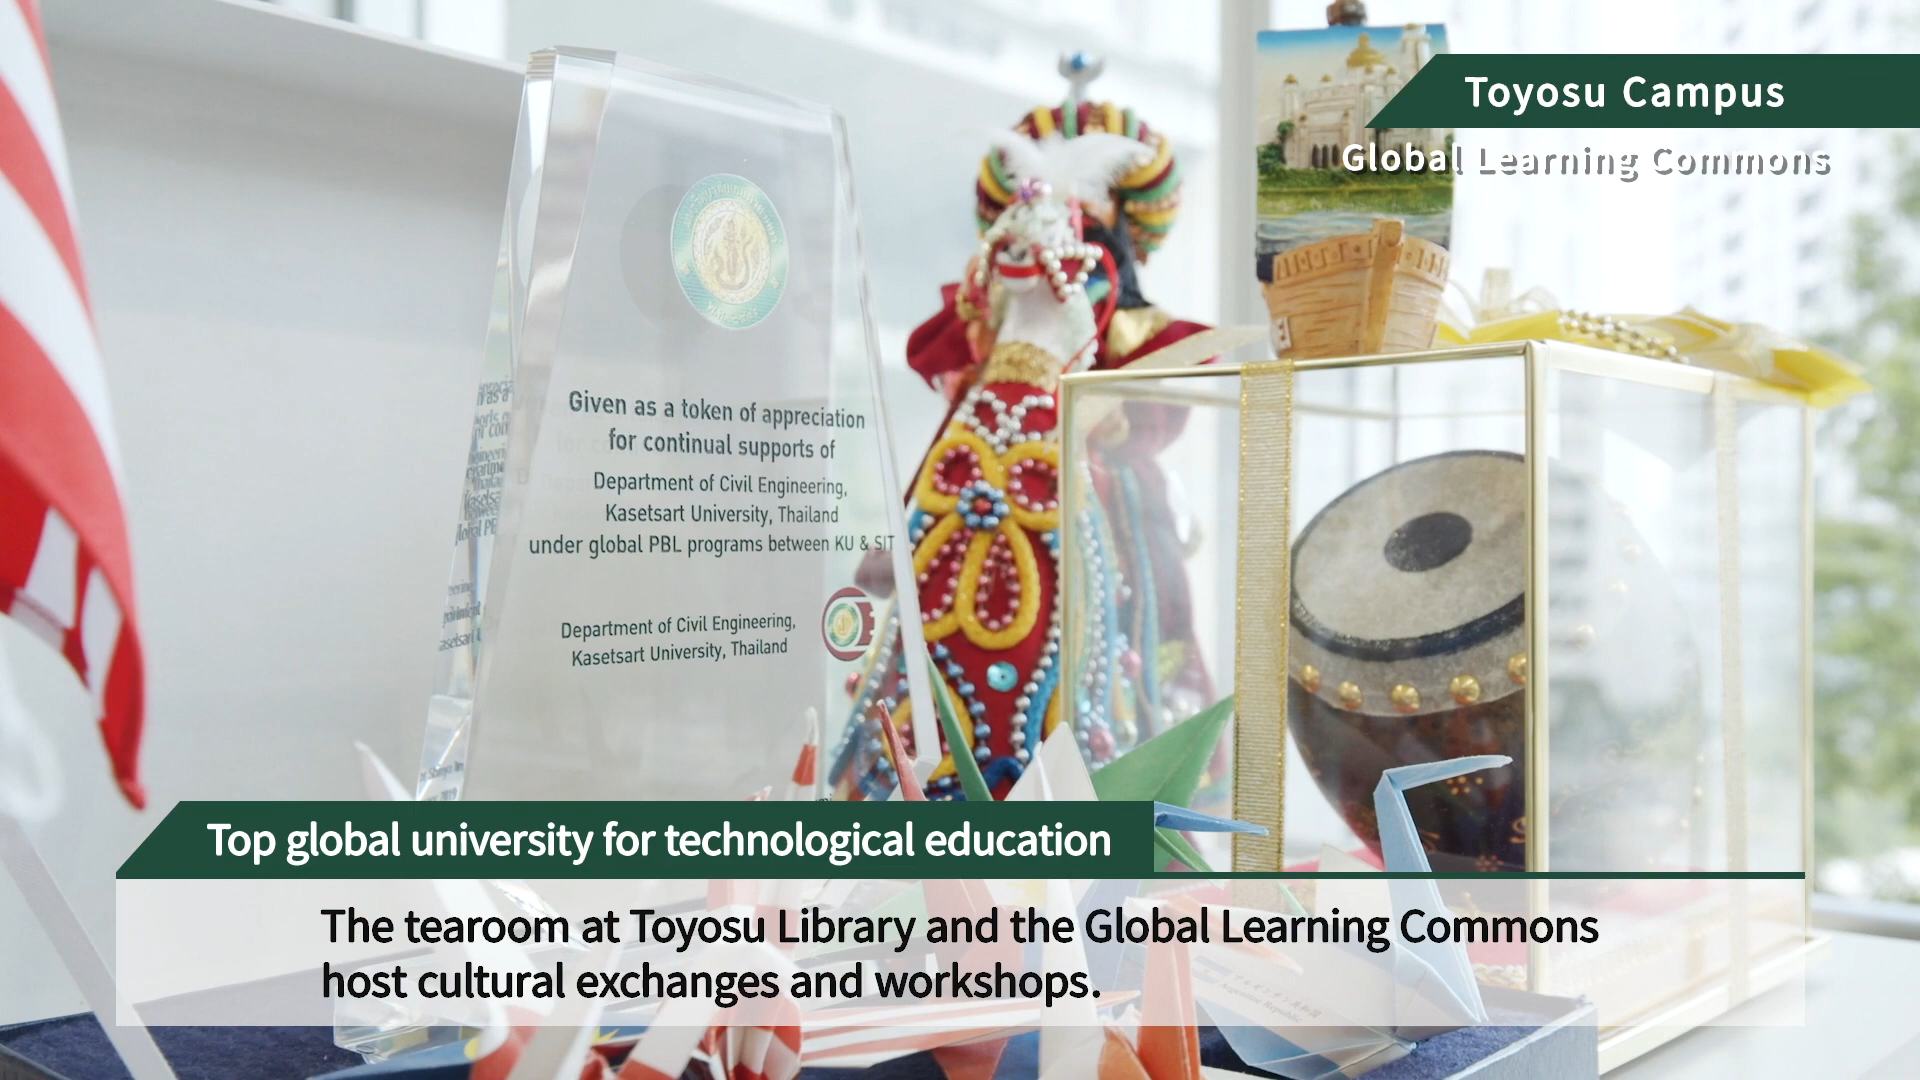 Toyosu Campus
Global Learning Commons
Given as a token of appreciation
for continual supports of
Department of Civil Engineering,
Kasetsart University, Thailand
under global PBL programs between KU & SIT
Department of Civil Engineering,
Kasetsart University, Thailand
Top global university for technological education
The tearoom at Toyosu Library and the Global Learning Commons
host cultural exchanges and workshops.
Argentine Republic